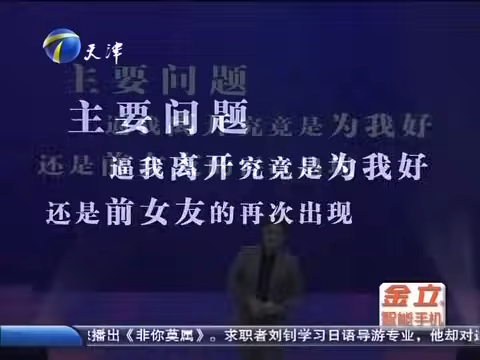 天津
主要问题
逼我离开究竟是为我好
还是前女友的再次出现
金立
智能手机
播出《非你莫属》。求职者刘钊学习日语导游专业，他却对